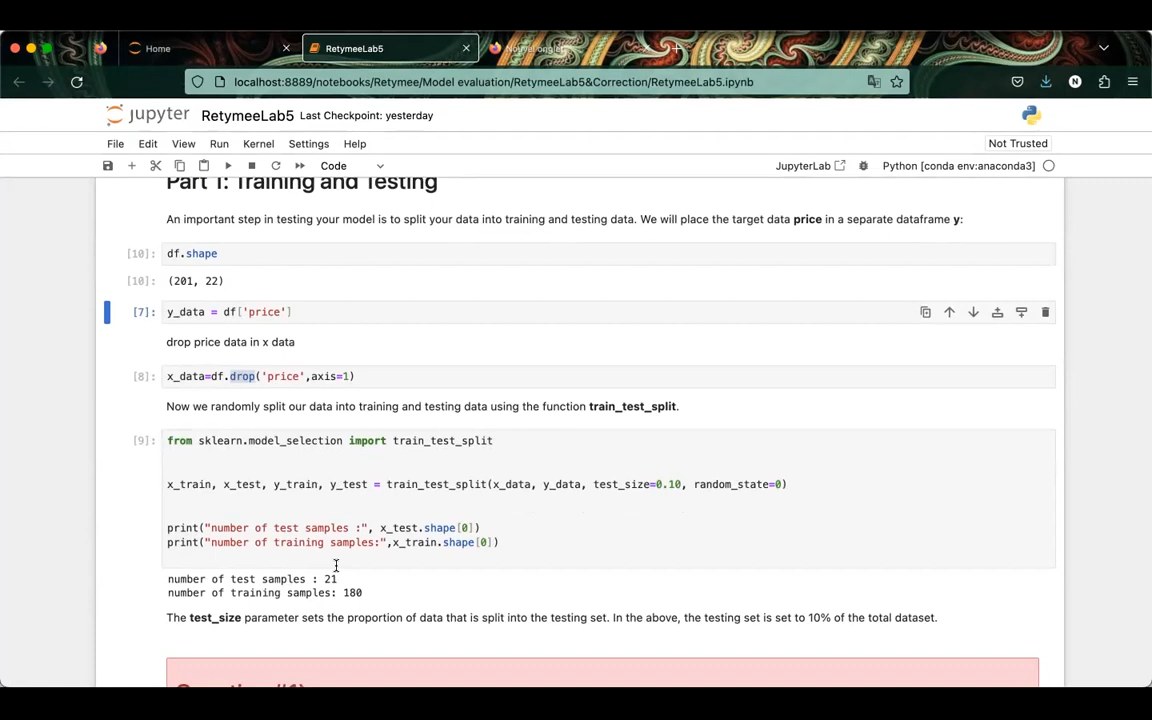 Home
RetymeeLab5
Nouvel onglet
localhost:8889/notebooks/Retymee/Model evaluation/RetymeeLab5&Correction/RetymeeLab5.ipynb
N
jupyter RetymeeLab5 Last Checkpoint: yesterday
File Edit View Run Kernel Settings Help Not Trusted
Code JupyterLab Python [conda env:anaconda3]
Part 1: Training and Testing
An important step in testing your model is to split your data into training and testing data. We will place the target data price in a separate dataframe y:
[10]: df.shape
[10]: (201, 22)
[7]: y_data = df['price']
drop price data in x data
[8]: x_data=df.drop('price',axis=1)
Now we randomly split our data into training and testing data using the function train_test_split.
[9]: from sklearn.model_selection import train_test_split
x_train, x_test, y_train, y_test = train_test_split(x_data, y_data, test_size=0.10, random_state=0)
print("number of test samples :", x_test.shape[0])
print("number of training samples:",x_train.shape[0])
number of test samples : 21
number of training samples: 180
The test_size parameter sets the proportion of data that is split into the testing set. In the above, the testing set is set to 10% of the total dataset.
Question #1)